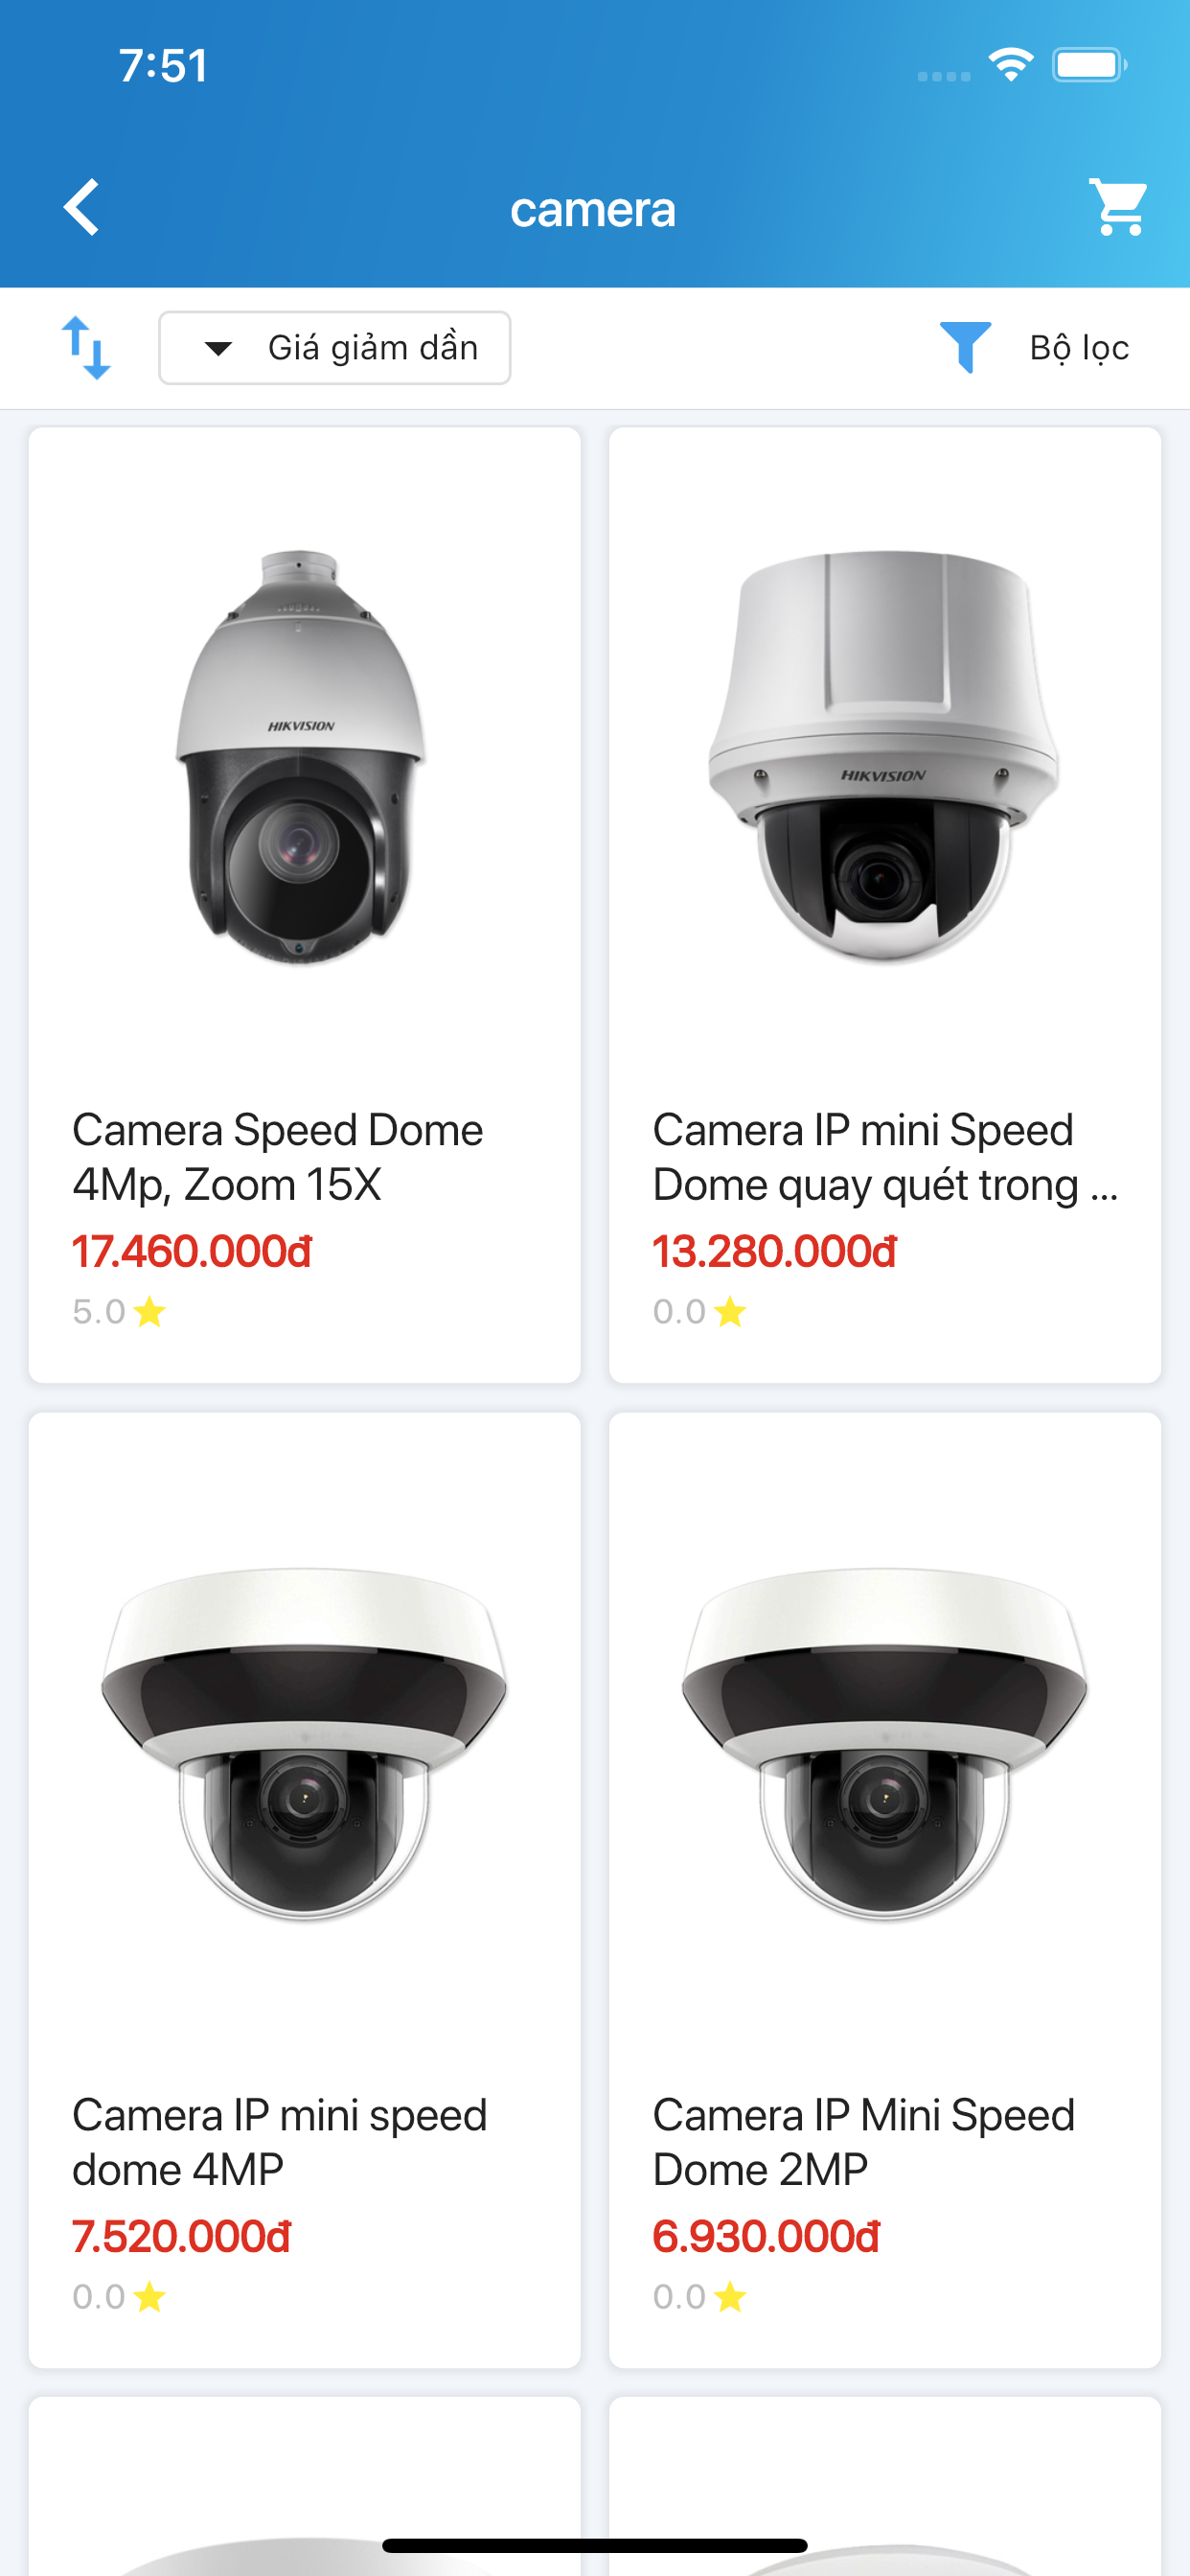 7:51
camera
Giá giảm dần
Bộ lọc
HIKVISION
HIKVISION
Camera Speed Dome
4Mp, Zoom 15X
17.460.000đ
5.0
Camera IP mini Speed
Dome quay quét trong ...
13.280.000đ
0.0
Camera IP mini speed
dome 4MP
7.520.000đ
0.0
Camera IP Mini Speed
Dome 2MP
6.930.000đ
0.0